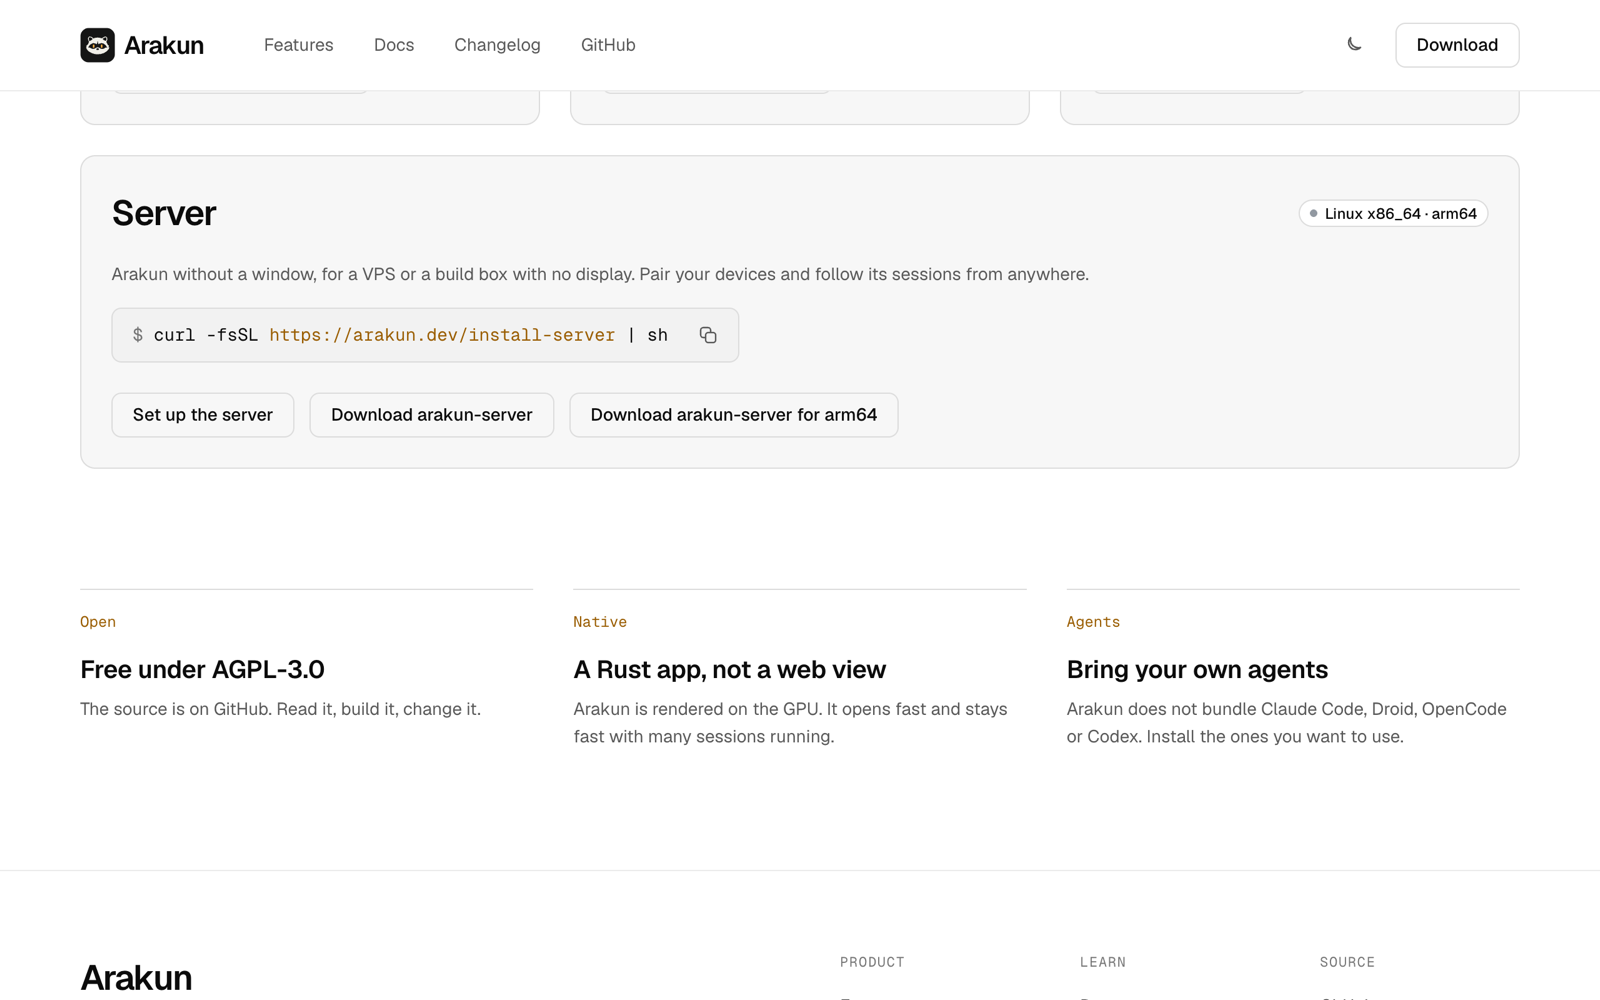 Arakun
Features
Docs
Changelog
GitHub
Download
Server
Linux x86_64 · arm64
Arakun without a window, for a VPS or a build box with no display. Pair your devices and follow its sessions from anywhere.
$ curl -fsSL https://arakun.dev/install-server | sh
Set up the server
Download arakun-server
Download arakun-server for arm64
Open
Free under AGPL-3.0
The source is on GitHub. Read it, build it, change it.
Native
A Rust app, not a web view
Arakun is rendered on the GPU. It opens fast and stays
fast with many sessions running.
Agents
Bring your own agents
Arakun does not bundle Claude Code, Droid, OpenCode
or Codex. Install the ones you want to use.
Arakun
PRODUCT
LEARN
SOURCE